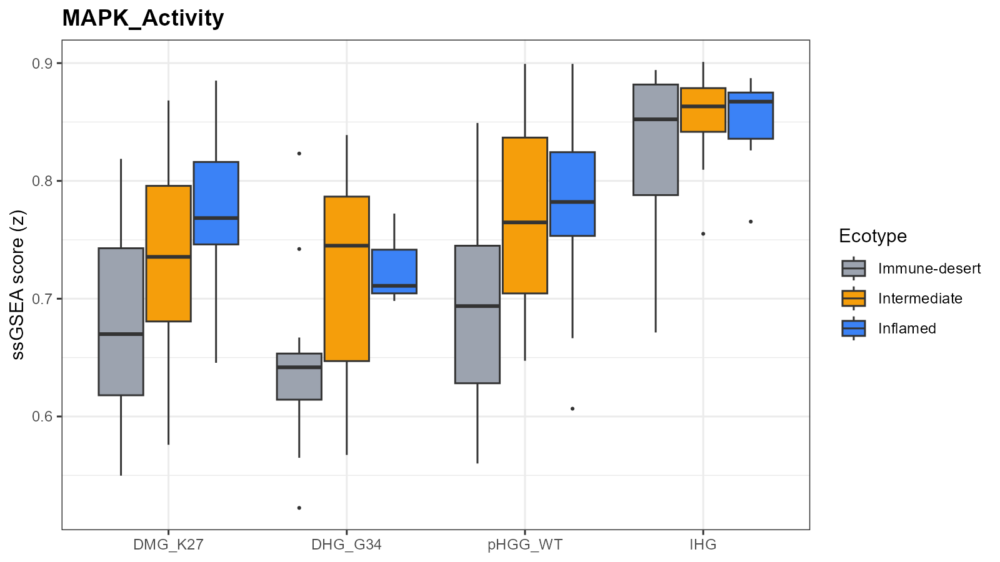 MAPK_Activity
ssGSEA score (z)
0.9
0.8
0.7
0.6
DMG_K27
DHG_G34
pHGG_WT
IHG
Ecotype
Immune-desert
Intermediate
Inflamed